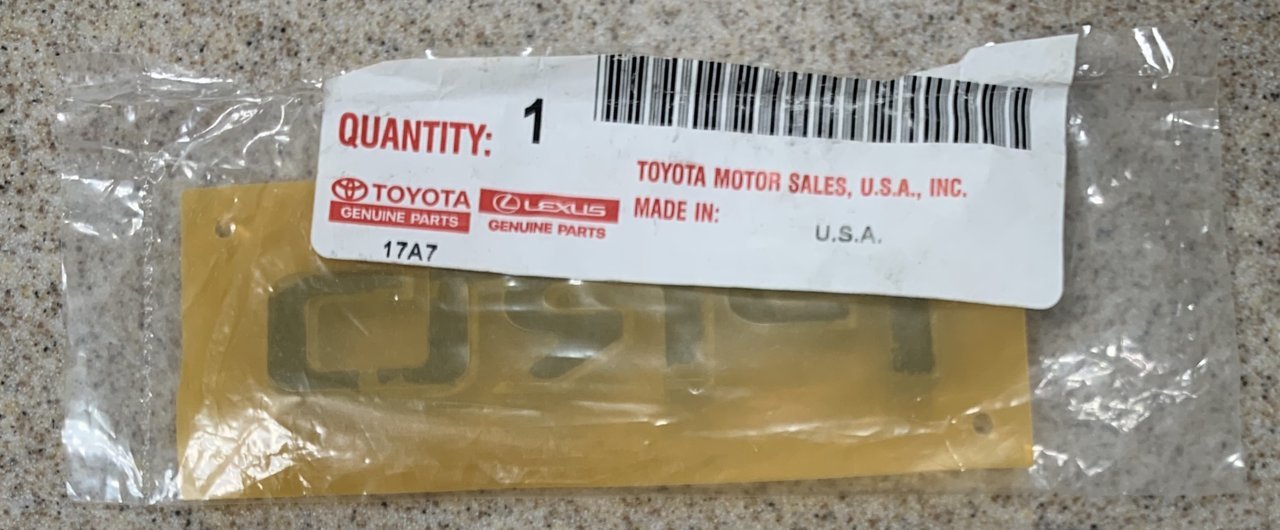 QUANTITY: 1
TOYOTA MOTOR SALES, U.S.A., INC.
MADE IN: U.S.A.
TOYOTA
GENUINE PARTS
LEXUS
GENUINE PARTS
17A7